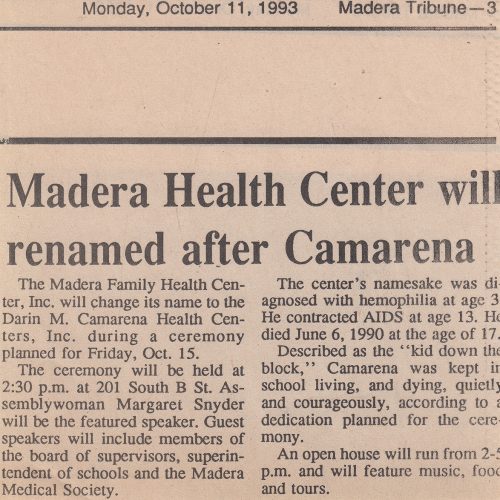 Monday, October 11, 1993 Madera Tribune—3
Madera Health Center will
renamed after Camarena
The Madera Family Health Cen-
ter, Inc. will change its name to the
Darin M. Camarena Health Cen-
ters, Inc. during a ceremony
planned for Friday, Oct. 15.
The ceremony will be held at
2:30 p.m. at 201 South B St. As-
semblywoman Margaret Snyder
will be the featured speaker. Guest
speakers will include members of
the board of supervisors, superin-
tendent of schools and the Madera
Medical Society.
The center's namesake was di-
agnosed with hemophilia at age 3.
He contracted AIDS at age 13. He
died June 6, 1990 at the age of 17.
Described as the "kid down the
block," Camarena was kept in
school living, and dying, quietly
and courageously, according to a
dedication planned for the cere-
mony.
An open house will run from 2-5
p.m. and will feature music, food
and tours.